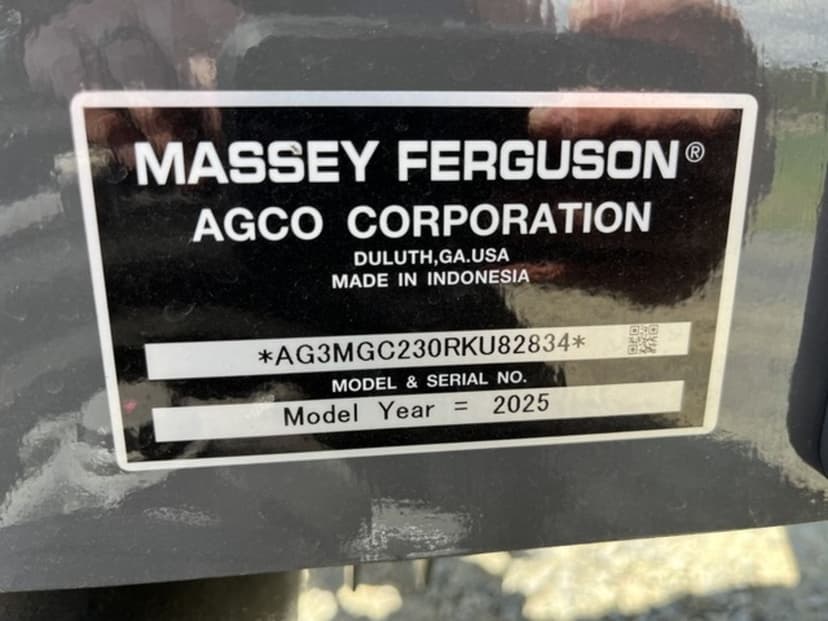 MASSEY FERGUSON®
AGCO CORPORATION
DULUTH,GA.USA
MADE IN INDONESIA
*AG3MGC230RKU82834*
MODEL & SERIAL NO.
Model Year = 2025